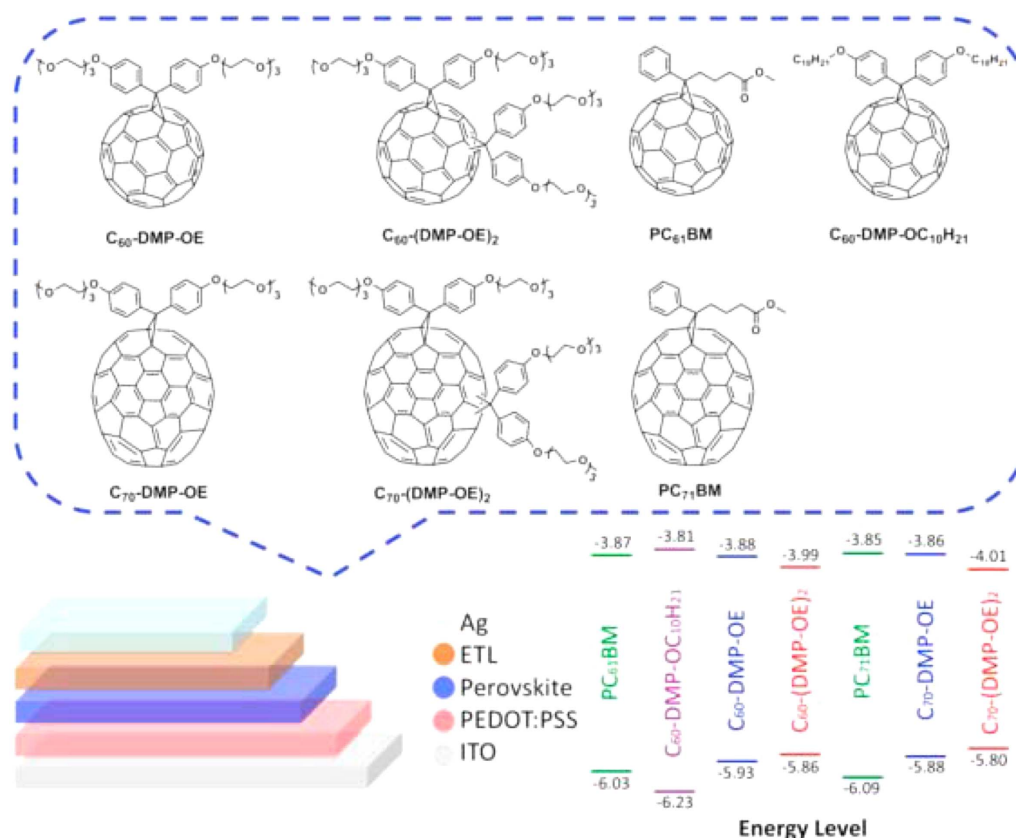 C₆₀-DMP-OE
C₆₀-(DMP-OE)₂
PC₆₁BM
C₆₀-DMP-OC₁₀H₂₁
C₁₀H₂₁
C₁₀H₂₁
C₇₀-DMP-OE
C₇₀-(DMP-OE)₂
PC₇₁BM
Ag
ETL
Perovskite
PEDOT:PSS
ITO
-3.87
-3.81
-3.88
-3.99
-3.85
-3.86
-4.01
PC₆₁BM
C₆₀-DMP-OC₁₀H₂₁
C₆₀-DMP-OE
C₆₀-(DMP-OE)₂
PC₇₁BM
C₇₀-DMP-OE
C₇₀-(DMP-OE)₂
-6.03
-6.23
-5.93
-5.86
-6.09
-5.88
-5.80
Energy Level